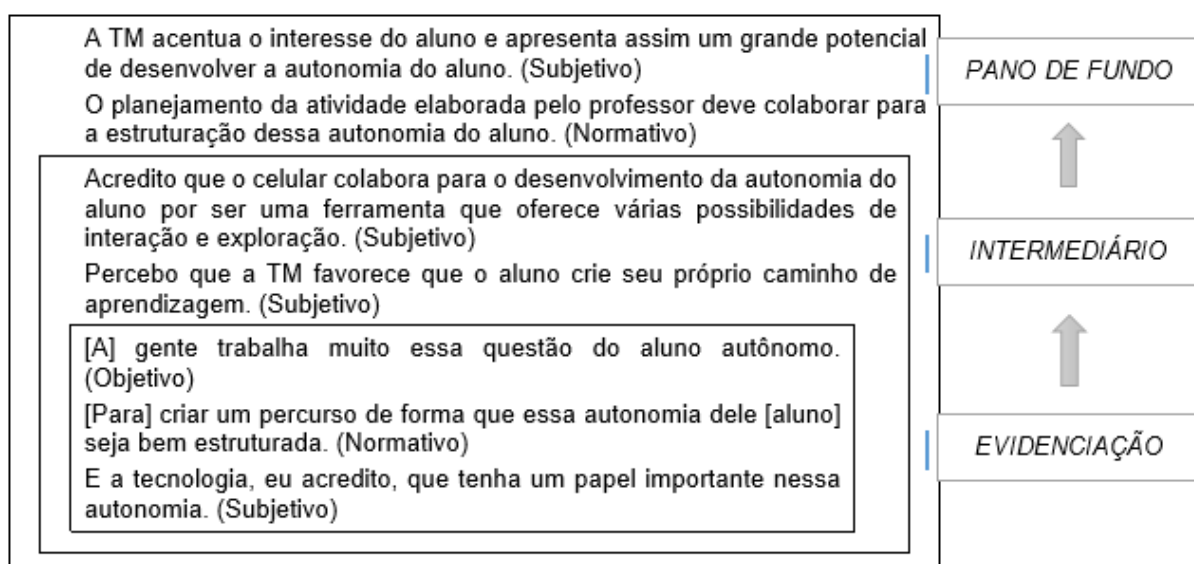 A TM acentua o interesse do aluno e apresenta assim um grande potencial
de desenvolver a autonomia do aluno. (Subjetivo)
O planejamento da atividade elaborada pelo professor deve colaborar para
a estruturação dessa autonomia do aluno. (Normativo)
PANO DE FUNDO
Acredito que o celular colabora para o desenvolvimento da autonomia do
aluno por ser uma ferramenta que oferece várias possibilidades de
interação e exploração. (Subjetivo)
Percebo que a TM favorece que o aluno crie seu próprio caminho de
aprendizagem. (Subjetivo)
INTERMEDIÁRIO
[A] gente trabalha muito essa questão do aluno autônomo.
(Objetivo)
[Para] criar um percurso de forma que essa autonomia dele [aluno]
seja bem estruturada. (Normativo)
E a tecnologia, eu acredito, que tenha um papel importante nessa
autonomia. (Subjetivo)
EVIDENCIAÇÃO